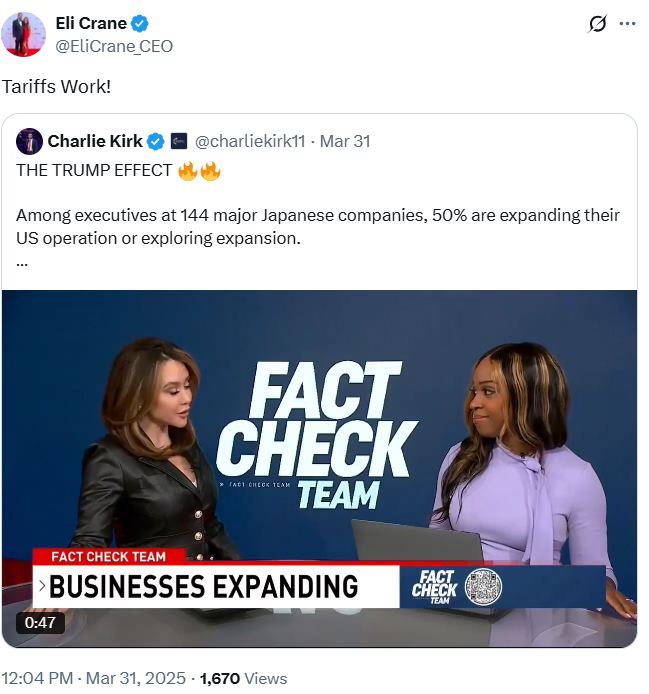 Eli Crane
@EliCrane_CEO
Tariffs Work!
Charlie Kirk @charliekirk11 · Mar 31
THE TRUMP EFFECT 🔥🔥
Among executives at 144 major Japanese companies, 50% are expanding their
US operation or exploring expansion.
...
FACT
CHECK
» FACT CHECK TEAM
TEAM
FACT CHECK TEAM
>BUSINESSES EXPANDING
FACT
CHECK
TEAM
0:47
12:04 PM · Mar 31, 2025 · 1,670 Views